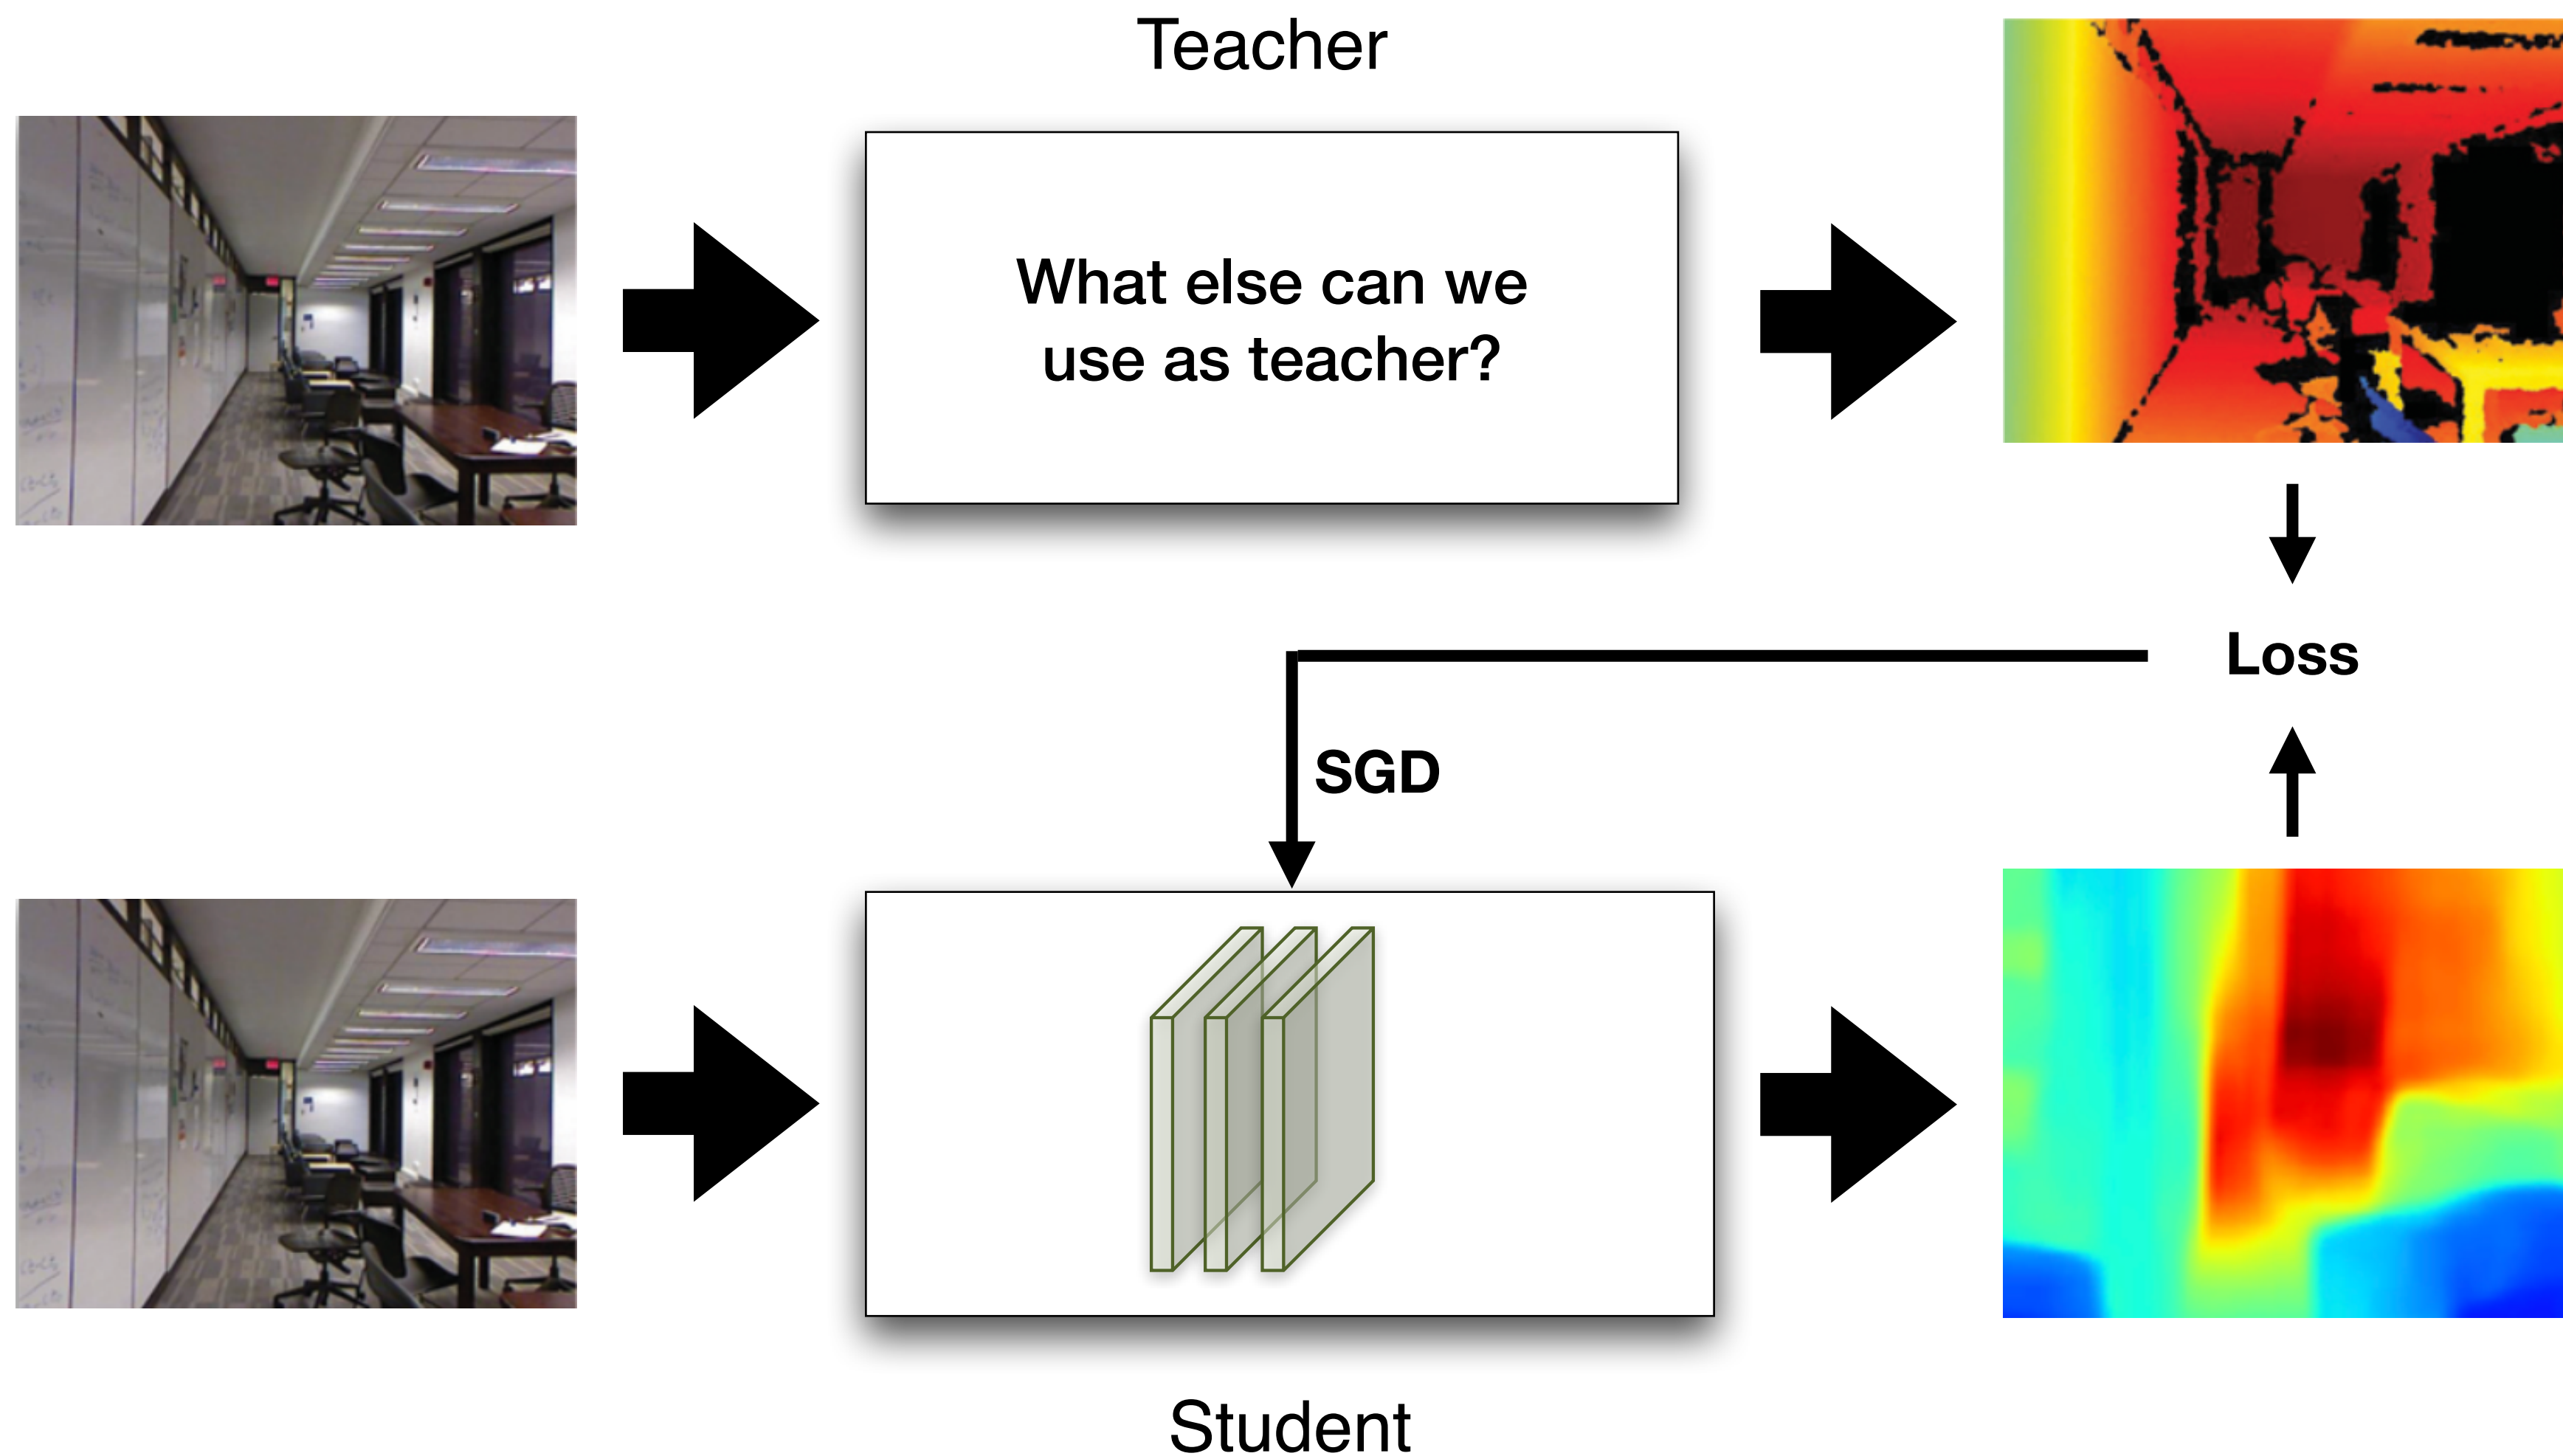 Teacher
What else can we
use as teacher?
Loss
SGD
Student